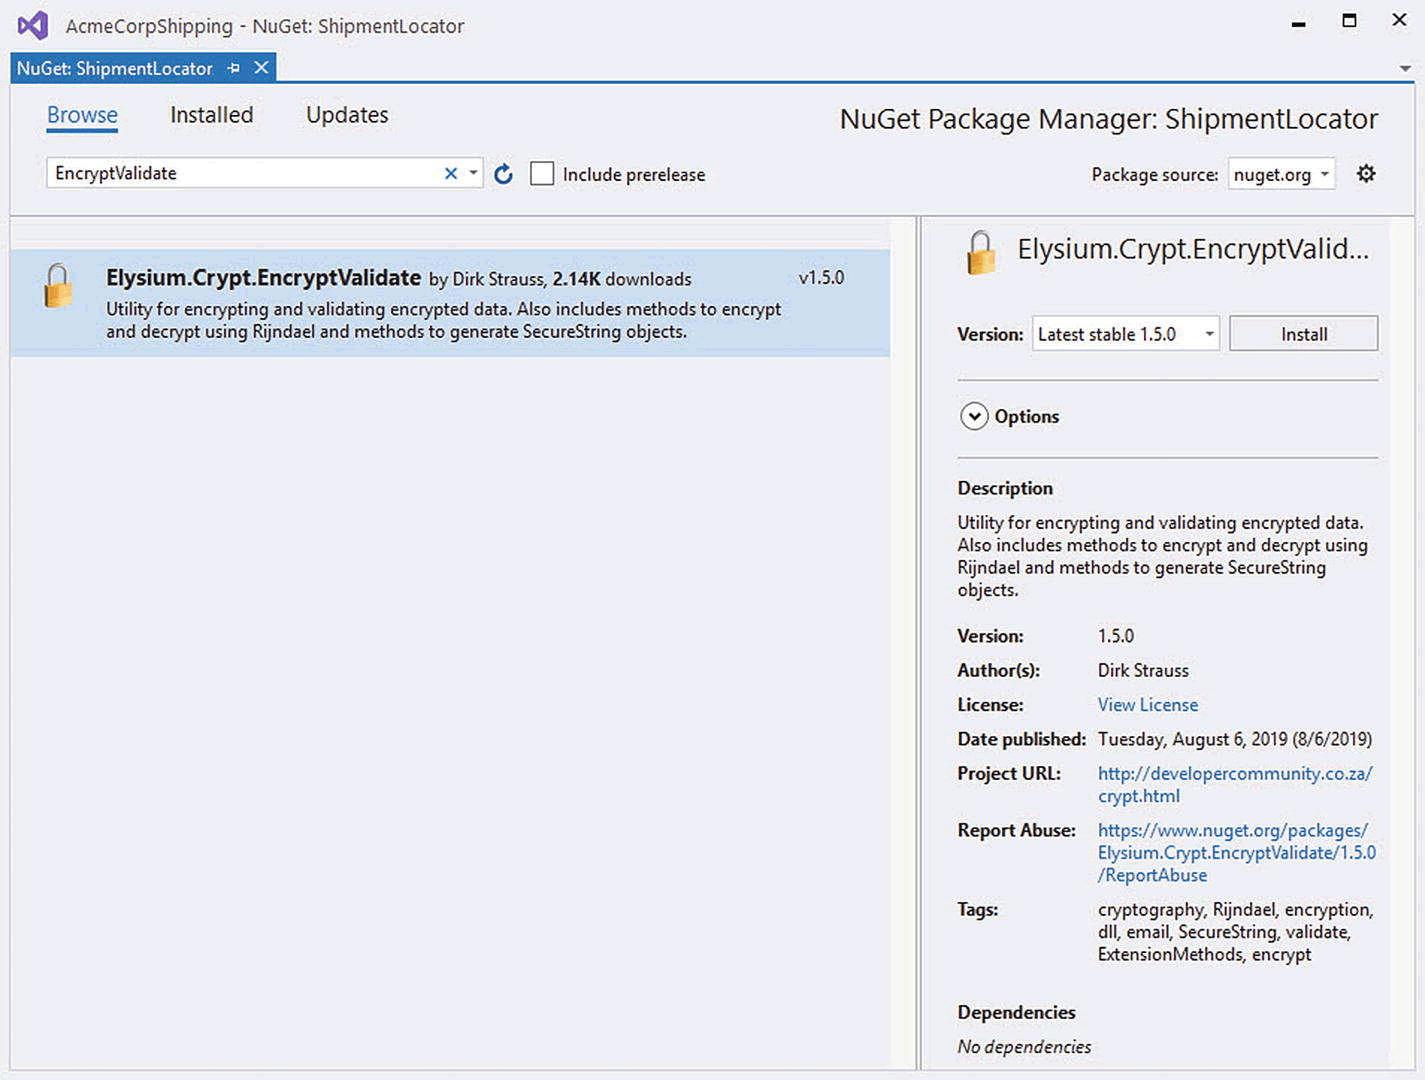 AcmeCorpShipping - NuGet: ShipmentLocator
NuGet: ShipmentLocator
Browse Installed Updates
NuGet Package Manager: ShipmentLocator
EncryptValidate
Include prerelease
Package source: nuget.org
Elysium.Crypt.EncryptValidate by Dirk Strauss, 2.14K downloads v1.5.0
Utility for encrypting and validating encrypted data. Also includes methods to encrypt
and decrypt using Rijndael and methods to generate SecureString objects.
Elysium.Crypt.EncryptValid...
Version: Latest stable 1.5.0 Install
Options
Description
Utility for encrypting and validating encrypted data.
Also includes methods to encrypt and decrypt using
Rijndael and methods to generate SecureString
objects.
Version: 1.5.0
Author(s): Dirk Strauss
License: View License
Date published: Tuesday, August 6, 2019 (8/6/2019)
Project URL: http://developercommunity.co.za/
crypt.html
Report Abuse: https://www.nuget.org/packages/
Elysium.Crypt.EncryptValidate/1.5.0
/ReportAbuse
Tags: cryptography, Rijndael, encryption,
dll, email, SecureString, validate,
ExtensionMethods, encrypt
Dependencies
No dependencies